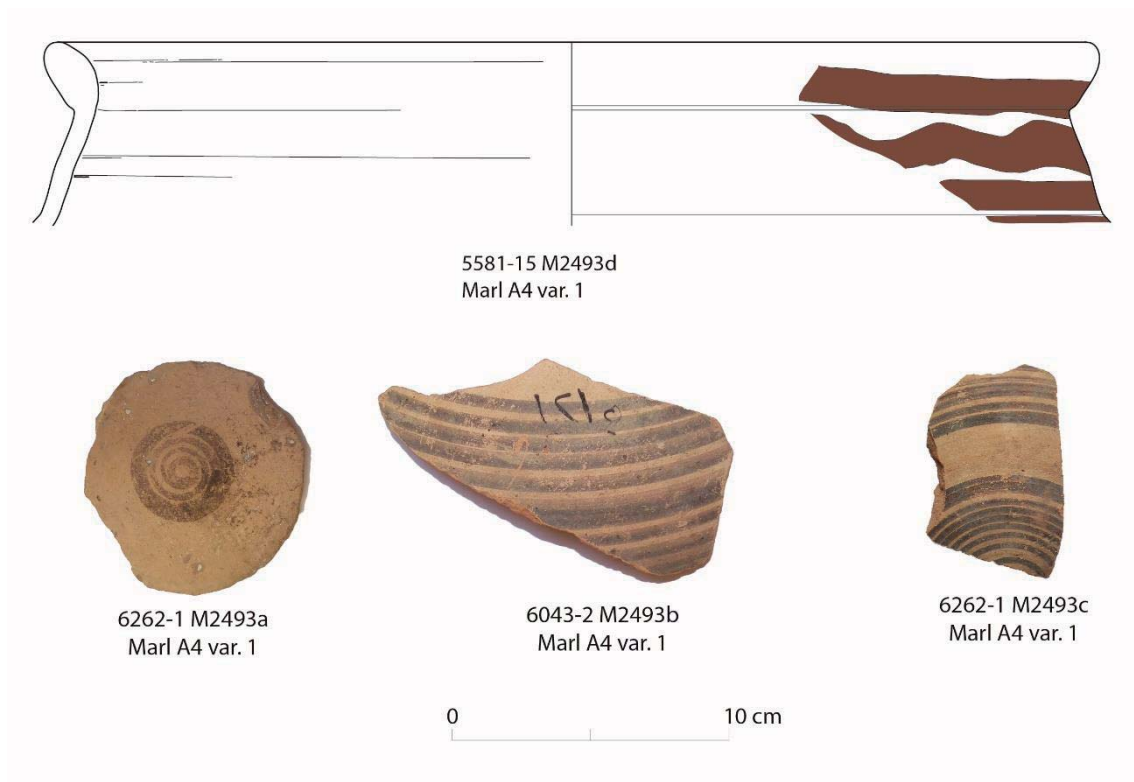 5581-15 M2493d
Marl A4 var. 1
6262-1 M2493a
Marl A4 var. 1
6043-2 M2493b
Marl A4 var. 1
6262-1 M2493c
Marl A4 var. 1
0 10 cm